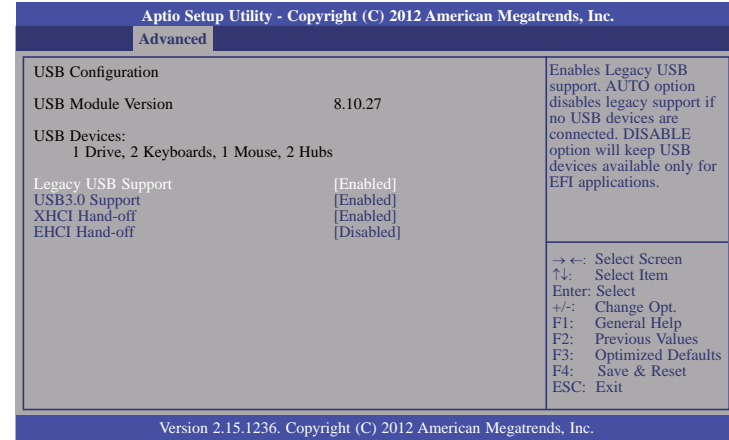 Aptio Setup Utility - Copyright (C) 2012 American Megatrends, Inc.
Advanced
USB Configuration
USB Module Version 8.10.27
USB Devices:
1 Drive, 2 Keyboards, 1 Mouse, 2 Hubs
Legacy USB Support [Enabled]
USB3.0 Support [Enabled]
XHCI Hand-off [Enabled]
EHCI Hand-off [Disabled]
Enables Legacy USB
support. AUTO option
disables legacy support if
no USB devices are
connected. DISABLE
option will keep USB
devices available only for
EFI applications.
→ ←: Select Screen
↑↓: Select Item
Enter: Select
+/-: Change Opt.
F1: General Help
F2: Previous Values
F3: Optimized Defaults
F4: Save & Reset
ESC: Exit
Version 2.15.1236. Copyright (C) 2012 American Megatrends, Inc.